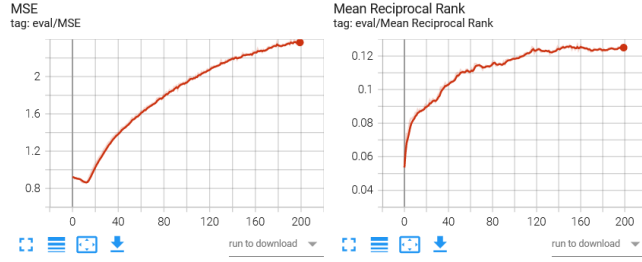 MSE
tag: eval/MSE
2
1.6
1.2
0.8
0 40 80 120 160 200
run to download
Mean Reciprocal Rank
tag: eval/Mean Reciprocal Rank
0.12
0.1
0.08
0.06
0.04
0 40 80 120 160 200
run to download